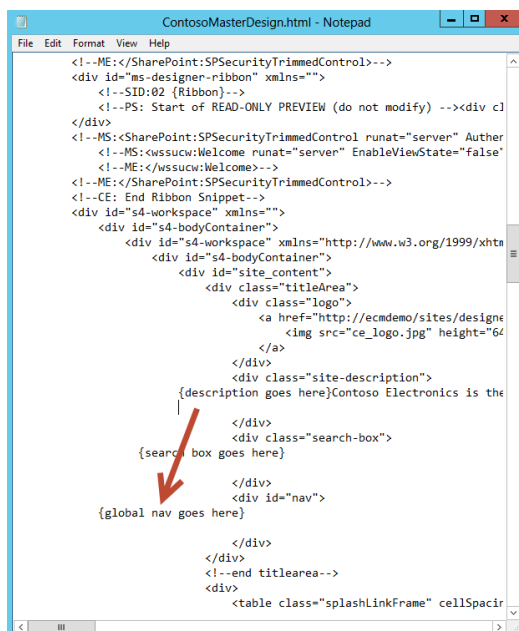 ContosoMasterDesign.html - Notepad
File Edit Format View Help
<!--ME:</SharePoint:SPSecurityTrimmedControl>-->
<div id="ms-designer-ribbon" xmlns="">
<!--SID:02 {Ribbon}-->
<!--PS: Start of READ-ONLY PREVIEW (do not modify) --><div cl
</div>
<!--MS:<SharePoint:SPSecurityTrimmedControl runat="server" Authen
<!--MS:<wssucw:Welcome runat="server" EnableViewState="false"
<!--ME:</wssucw:Welcome>-->
<!--ME:</SharePoint:SPSecurityTrimmedControl>-->
<!--CE: End Ribbon Snippet-->
<div id="s4-workspace" xmlns="">
<div id="s4-bodyContainer">
<div id="s4-workspace" xmlns="http://www.w3.org/1999/xhtm
<div id="s4-bodyContainer">
<div id="site_content">
<div class="titleArea">
<div class="logo">
<a href="http://ecmdemo/sites/designe
<img src="ce_logo.jpg" height="64
</a>
</div>
<div class="site-description">
{description goes here}Contoso Electronics is the
</div>
<div class="search-box">
{search box goes here}
</div>
<div id="nav">
{global nav goes here}
</div>
</div>
<!--end titlearea-->
<div>
<table class="splashLinkFrame" cellSpacin